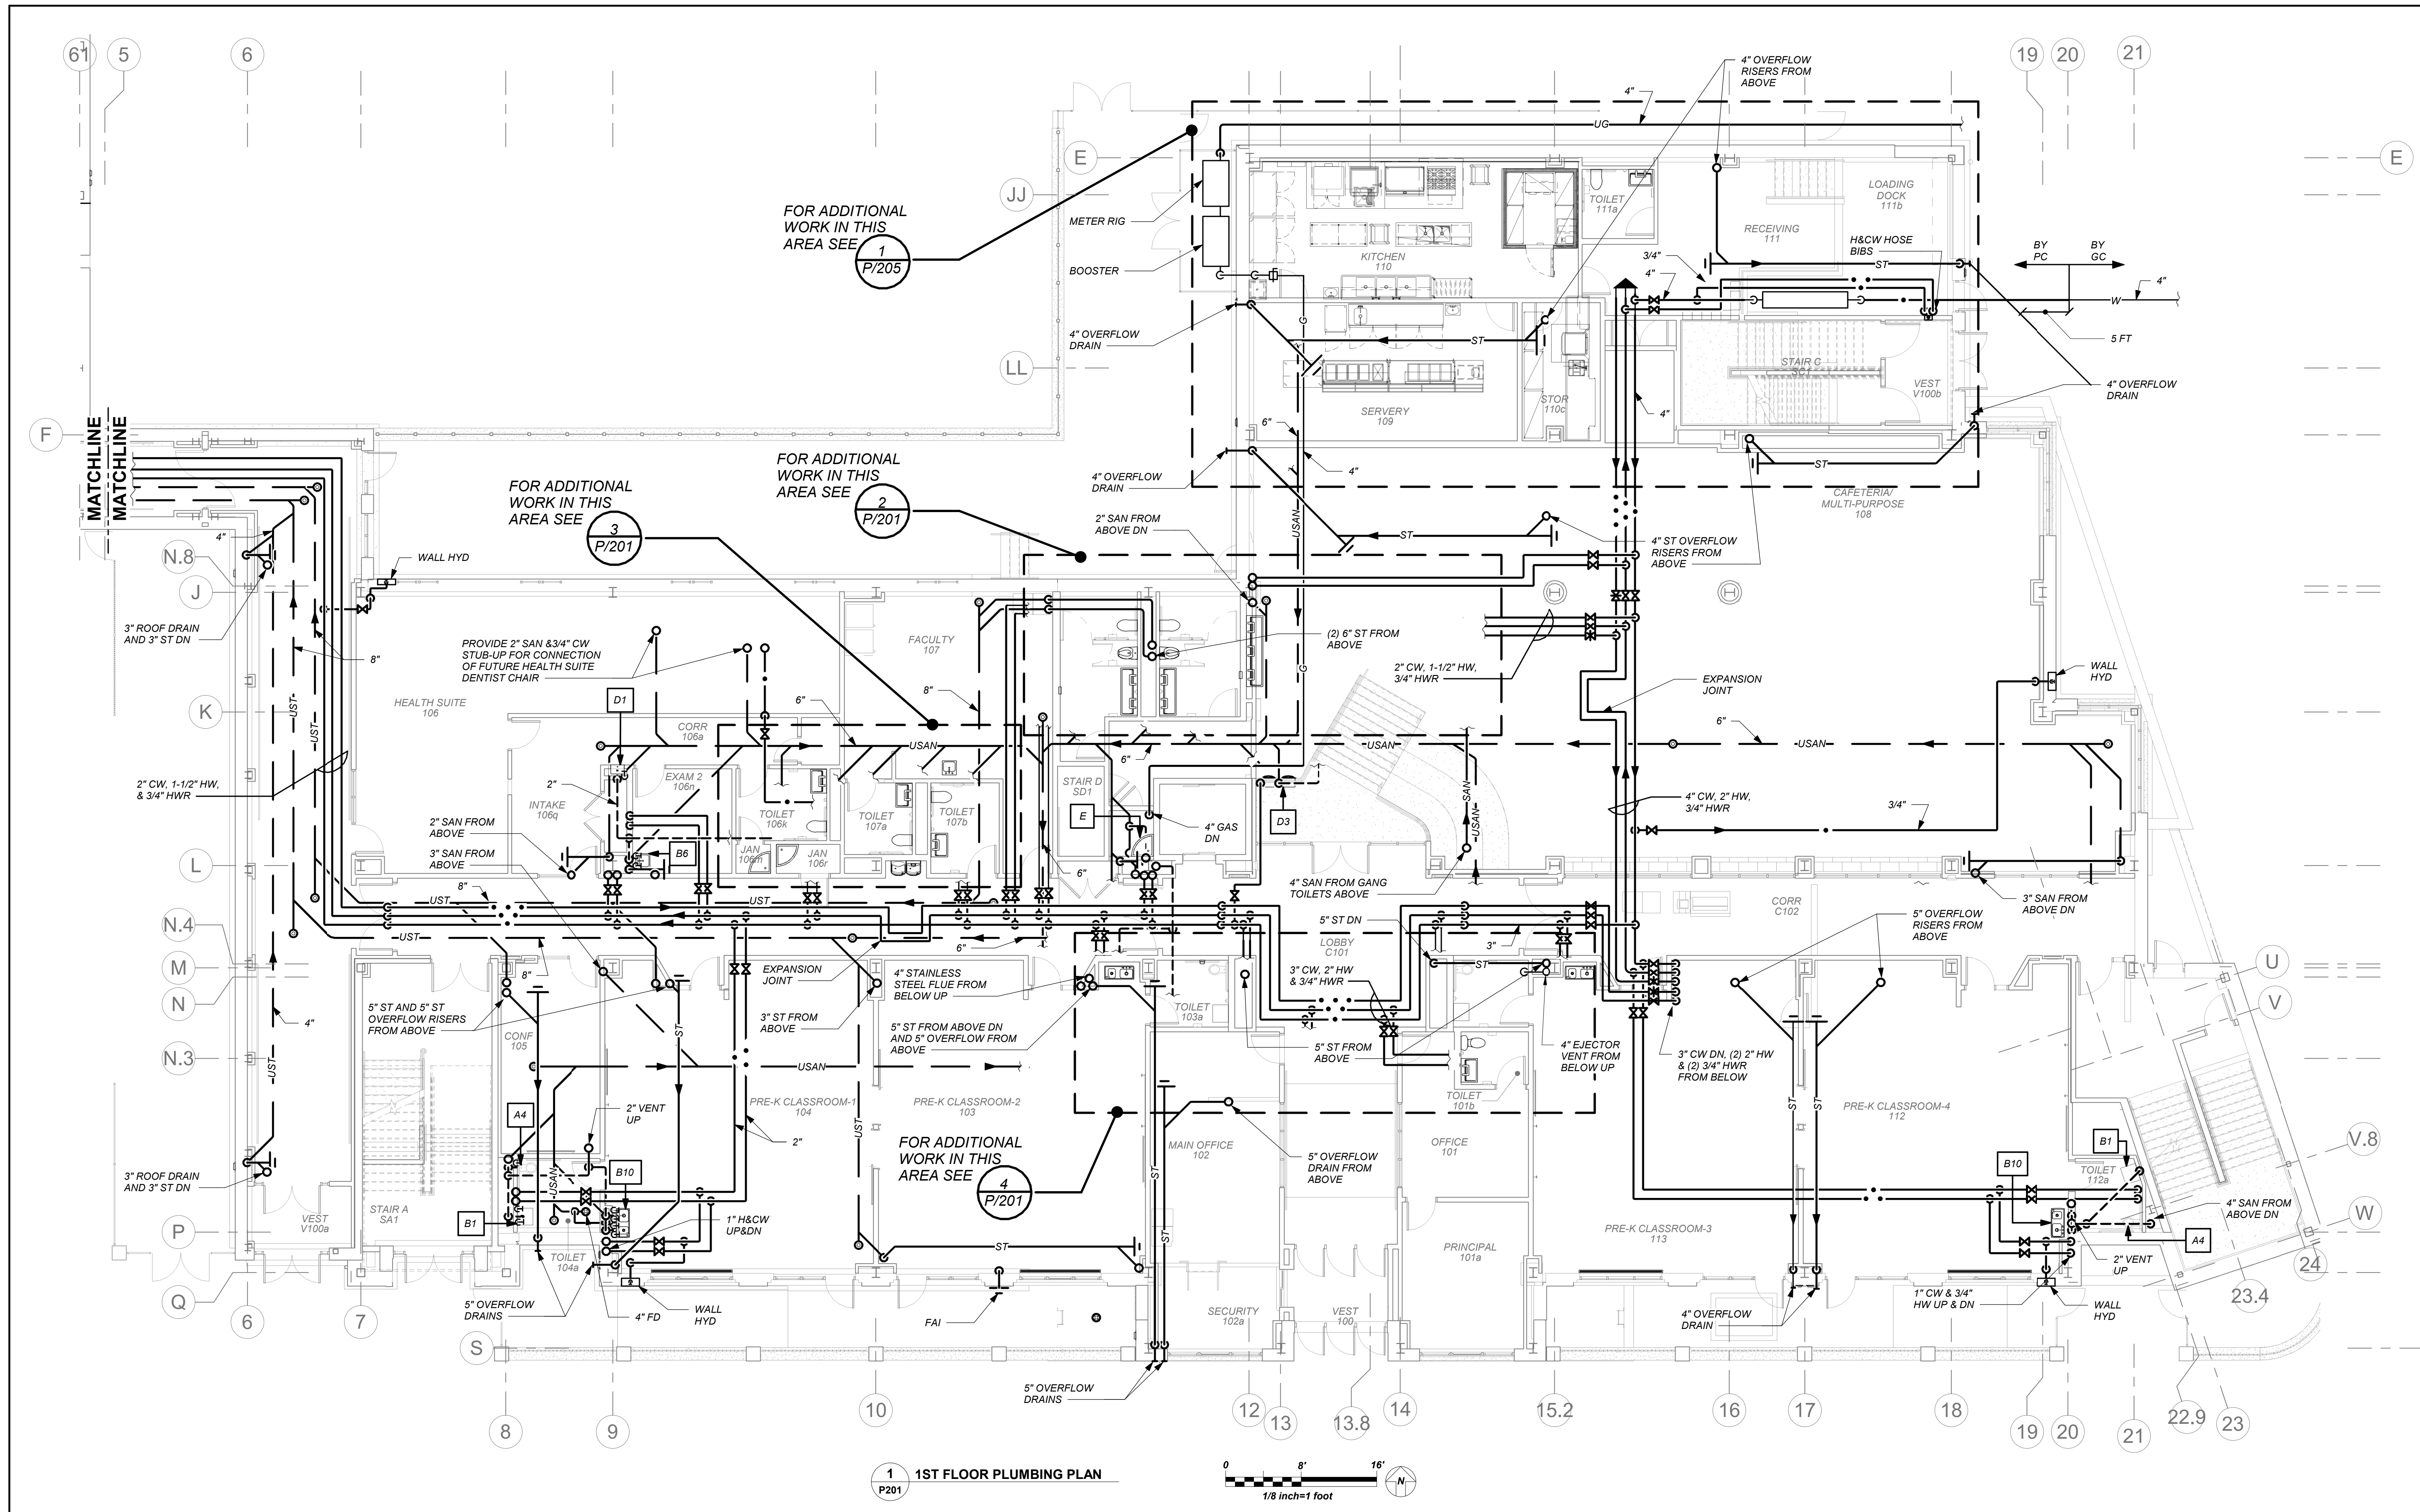 61
5
6
19
20
21
4" OVERFLOW
RISERS FROM
ABOVE
4"
UG
E
E
JJ
FOR ADDITIONAL
WORK IN THIS
AREA SEE
1
P/205
METER RIG
BOOSTER
TOILET
111a
LOADING
DOCK
111b
RECEIVING
111
KITCHEN
110
H&CW HOSE
BIBS
BY
PC
BY
GC
3/4"
4"
ST
4"
W
5 FT
G
4" OVERFLOW
DRAIN
ST
LL
STAIR C
SC1
VEST
V100b
4" OVERFLOW
DRAIN
STOR
110c
SERVERY
109
4"
6"
F
MATCHLINE
MATCHLINE
FOR ADDITIONAL
WORK IN THIS
AREA SEE
2
P/201
FOR ADDITIONAL
WORK IN THIS
AREA SEE
3
P/201
4" OVERFLOW
DRAIN
4"
ST
CAFETERIA/
MULTI-PURPOSE
108
2" SAN FROM
ABOVE DN
USAN
ST
4" ST OVERFLOW
RISERS FROM
ABOVE
4"
N.8
J
WALL HYD
3" ROOF DRAIN
AND 3" ST DN
8"
PROVIDE 2" SAN &3/4" CW
STUB-UP FOR CONNECTION
OF FUTURE HEALTH SUITE
DENTIST CHAIR
FACULTY
107
(2) 6" ST FROM
ABOVE
2" CW, 1-1/2" HW,
3/4" HWR
G
WALL
HYD
EXPANSION
JOINT
K
UST
UST
HEALTH SUITE
106
D1
CORR
106a
6"
8"
USAN
6"
USAN
6"
USAN
2" CW, 1-1/2" HW,
& 3/4" HWR
2"
EXAM 2
106n
INTAKE
106q
STAIR D
SD1
TOILET
106k
TOILET
107a
TOILET
107b
E
4" GAS
DN
D3
SAN
USAN
4" CW, 2" HW,
3/4" HWR
3/4"
2" SAN FROM
ABOVE
3" SAN FROM
ABOVE
B6
JAN
106m
JAN
106r
L
8"
6"
UST
UST
4" SAN FROM GANG
TOILETS ABOVE
CORR
C102
3" SAN FROM
ABOVE DN
5" ST DN
5" OVERFLOW
RISERS FROM
ABOVE
N.4
UST
6"
LOBBY
C101
3"
M
8"
EXPANSION
JOINT
4" STAINLESS
STEEL FLUE FROM
BELOW UP
3" CW, 2" HW
& 3/4" HWR
ST
U
N
5" ST AND 5" ST
OVERFLOW RISERS
FROM ABOVE
4"
ST
3" ST FROM
ABOVE
5" ST FROM ABOVE DN
AND 5" OVERFLOW FROM
ABOVE
TOILET
103a
V
CONF
105
5" ST FROM
ABOVE
4" EJECTOR
VENT FROM
BELOW UP
3" CW DN, (2) 2" HW
& (2) 3/4" HWR
FROM BELOW
N.3
UST
USAN
A4
2" VENT
UP
PRE-K CLASSROOM-1
104
PRE-K CLASSROOM-2
103
TOILET
101b
ST
ST
PRE-K CLASSROOM-4
112
UST
2"
FOR ADDITIONAL
WORK IN THIS
AREA SEE
4
P/201
MAIN OFFICE
102
OFFICE
101
5" OVERFLOW
DRAIN FROM
ABOVE
B1
B10
TOILET
112a
V.8
3" ROOF DRAIN
AND 3" ST DN
USAN
B10
ST
VEST
V100a
STAIR A
SA1
B1
1" H&CW
UP&DN
4" SAN FROM
ABOVE DN
W
P
ST
ST
PRE-K CLASSROOM-3
113
A4
TOILET
104a
PRINCIPAL
101a
2" VENT
UP
24
Q
5" OVERFLOW
DRAINS
4" FD
WALL
HYD
FAI
SECURITY
102a
VEST
100
4" OVERFLOW
DRAIN
1" CW & 3/4"
HW UP & DN
WALL
HYD
23.4
6
7
S
5" OVERFLOW
DRAINS
8
9
10
12
13
13.8
14
15.2
16
17
18
19
20
21
22.9
23
1
P201
1ST FLOOR PLUMBING PLAN
0
8'
16'
1/8 inch=1 foot
N